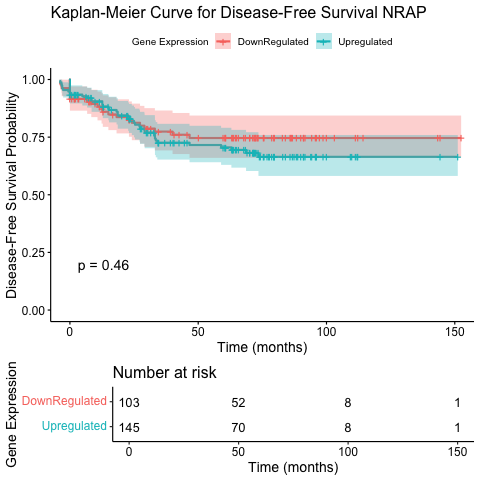 Kaplan-Meier Curve for Disease-Free Survival NRAP
Gene Expression DownRegulated Upregulated
Disease-Free Survival Probability
1.00
0.75
0.50
0.25
0.00
p = 0.46
0 50 100 150
Time (months)
Number at risk
Gene Expression
DownRegulated 103 52 8 1
Upregulated 145 70 8 1
0 50 100 150
Time (months)